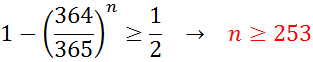 1 − (364/365)^n ≥ 1/2 → n ≥ 253